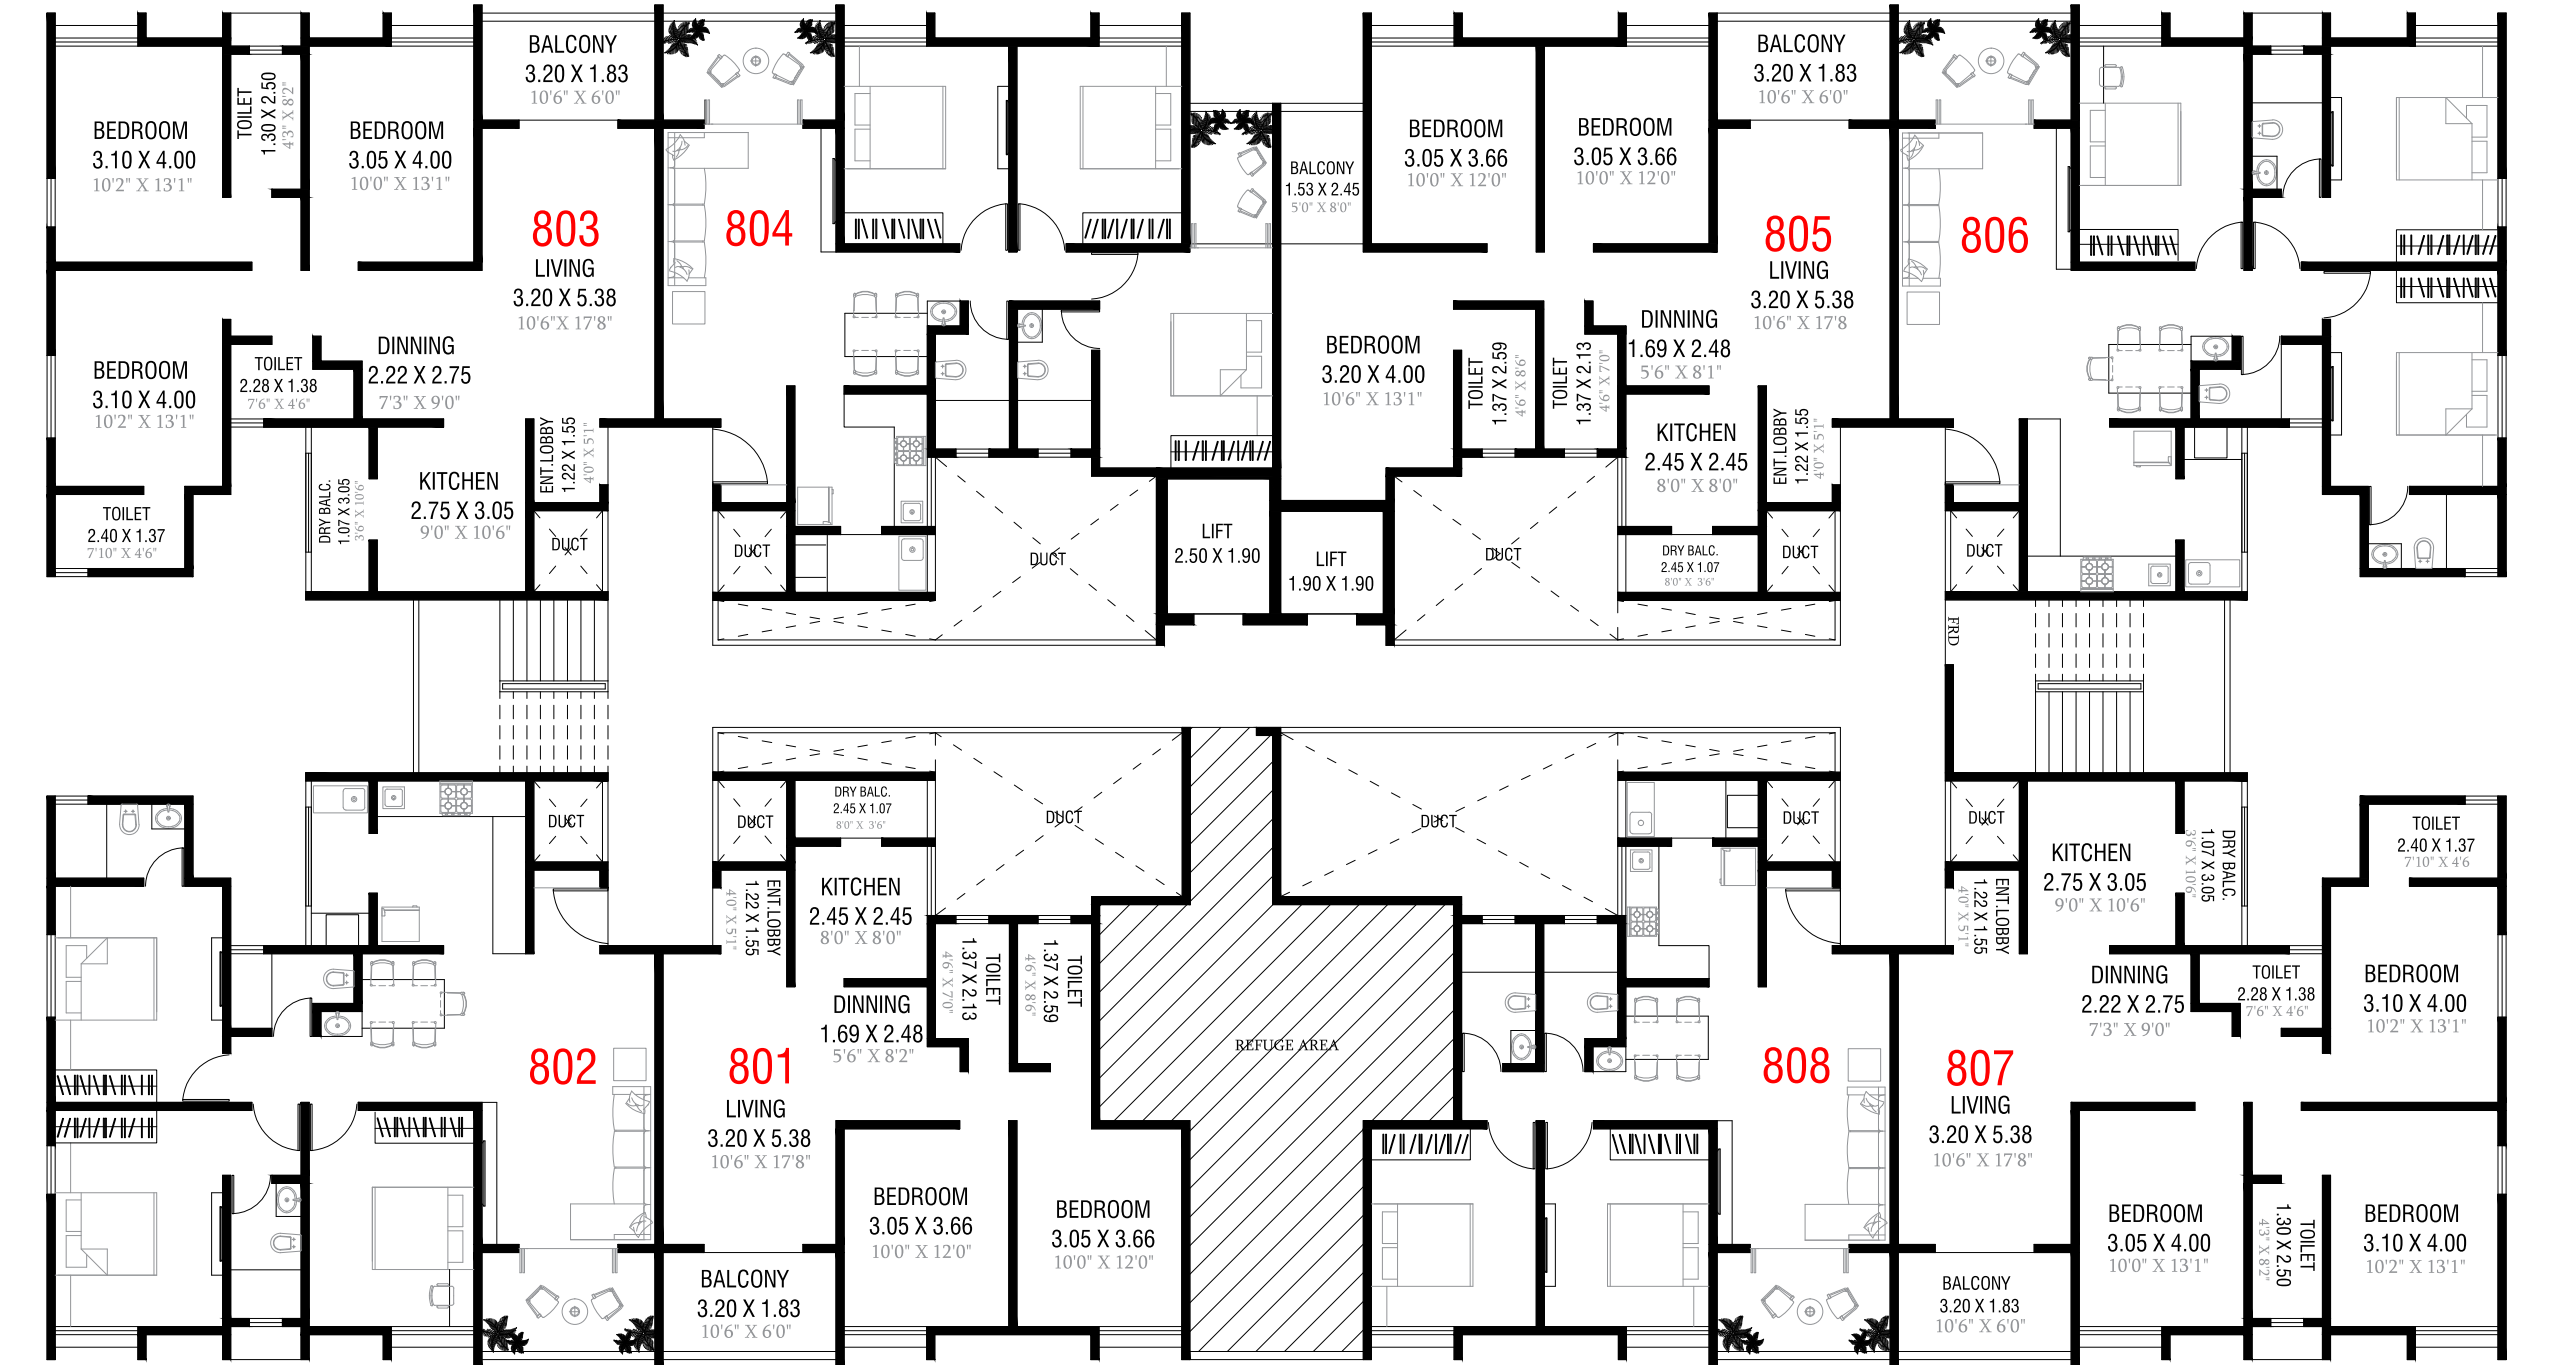 BEDROOM
3.10 X 4.00
10'2" X 13'1"
TOILET
1.30 X 2.50
4'3" X 8'2"
BEDROOM
3.05 X 4.00
10'0" X 13'1"
BALCONY
3.20 X 1.83
10'6" X 6'0"
803
LIVING
3.20 X 5.38
10'6"X 17'8"
BEDROOM
3.10 X 4.00
10'2" X 13'1"
TOILET
2.28 X 1.38
7'6" X 4'6"
DINNING
2.22 X 2.75
7'3" X 9'0"
TOILET
2.40 X 1.37
7'10" X 4'6"
DRY BALC.
1.07 X 3.05
3'6" X 10'6"
KITCHEN
2.75 X 3.05
9'0" X 10'6"
ENT.LOBBY
1.22 X 1.55
4'0" X 5'1"
DUCT
804
DUCT
DUCT
LIFT
2.50 X 1.90
LIFT
1.90 X 1.90
BALCONY
1.53 X 2.45
5'0" X 8'0"
BEDROOM
3.05 X 3.66
10'0" X 12'0"
BEDROOM
3.05 X 3.66
10'0" X 12'0"
BALCONY
3.20 X 1.83
10'6" X 6'0"
805
LIVING
3.20 X 5.38
10'6" X 17'8
BEDROOM
3.20 X 4.00
10'6" X 13'1"
TOILET
1.37 X 2.59
4'6" X 8'6"
TOILET
1.37 X 2.13
4'6" X 7'0"
DINNING
1.69 X 2.48
5'6" X 8'1"
KITCHEN
2.45 X 2.45
8'0" X 8'0"
ENT.LOBBY
1.22 X 1.55
4'0" X 5'1"
DUCT
DRY BALC.
2.45 X 1.07
8'0" X 3'6"
DUCT
806
DUCT
FRD
DUCT
802
DUCT
DRY BALC.
2.45 X 1.07
8'0" X 3'6"
DUCT
ENT.LOBBY
1.22 X 1.55
4'0" X 5'1"
KITCHEN
2.45 X 2.45
8'0" X 8'0"
TOILET
1.37 X 2.13
4'6" X 7'0"
TOILET
1.37 X 2.59
4'6" X 8'6"
DINNING
1.69 X 2.48
5'6" X 8'2"
801
LIVING
3.20 X 5.38
10'6" X 17'8"
BEDROOM
3.05 X 3.66
10'0" X 12'0"
BEDROOM
3.05 X 3.66
10'0" X 12'0"
BALCONY
3.20 X 1.83
10'6" X 6'0"
REFUGE AREA
DUCT
DUCT
808
DUCT
ENT.LOBBY
1.22 X 1.55
4'0" X 5'1"
KITCHEN
2.75 X 3.05
9'0" X 10'6"
DRY BALC.
1.07 X 3.05
3'6" X 10'6"
TOILET
2.40 X 1.37
7'10" X 4'6
DINNING
2.22 X 2.75
7'3" X 9'0"
TOILET
2.28 X 1.38
7'6" X 4'6"
BEDROOM
3.10 X 4.00
10'2" X 13'1"
807
LIVING
3.20 X 5.38
10'6" X 17'8"
BEDROOM
3.05 X 4.00
10'0" X 13'1"
TOILET
1.30 X 2.50
4'3" X 8'2"
BEDROOM
3.10 X 4.00
10'2" X 13'1"
BALCONY
3.20 X 1.83
10'6" X 6'0"